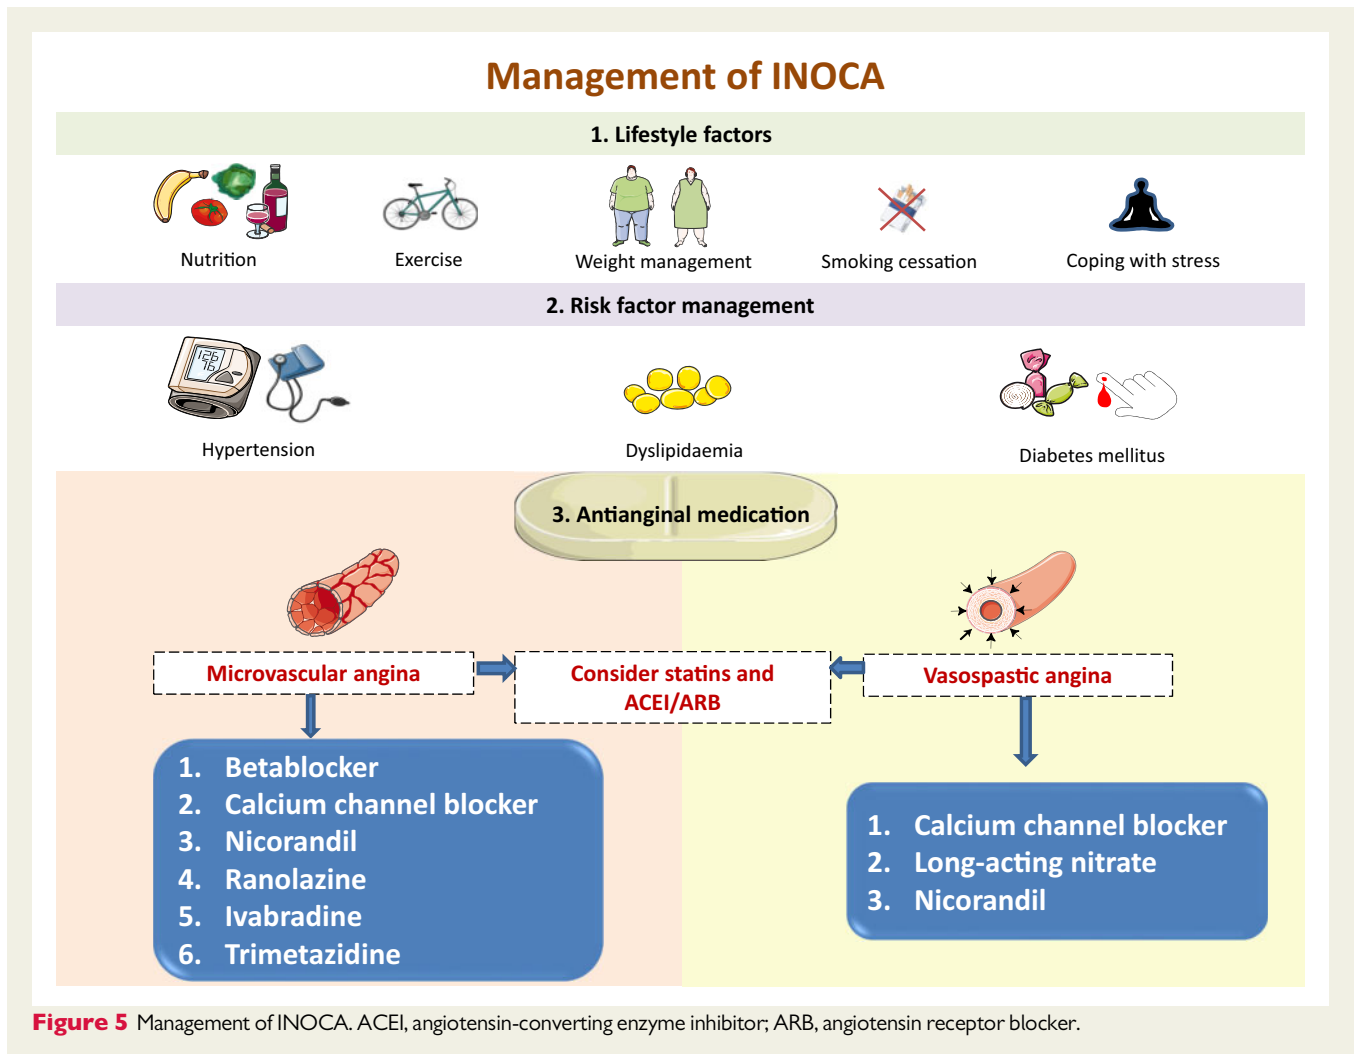 Management of INOCA
1. Lifestyle factors
Nutrition
Exercise
Weight management
Smoking cessation
Coping with stress
2. Risk factor management
126
76
Hypertension
Dyslipidaemia
Diabetes mellitus
3. Antianginal medication
Microvascular angina
Consider statins and
ACEI/ARB
Vasospastic angina
1. Betablocker
2. Calcium channel blocker
3. Nicorandil
4. Ranolazine
5. Ivabradine
6. Trimetazidine
1. Calcium channel blocker
2. Long-acting nitrate
3. Nicorandil
Figure 5 Management of INOCA. ACEI, angiotensin-converting enzyme inhibitor; ARB, angiotensin receptor blocker.